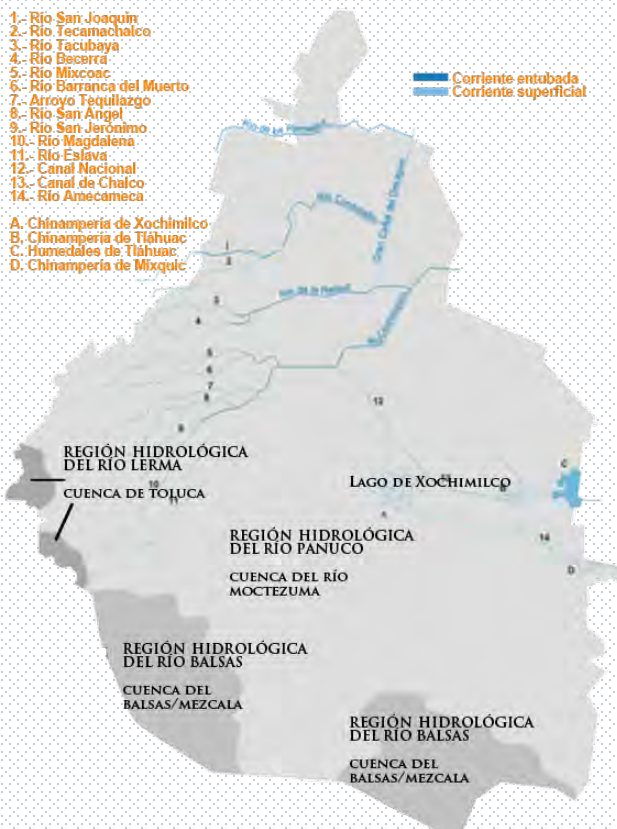 1.- Río San Joaquín
2.- Río Tecamachalco
3.- Río Tacubaya
4.- Río Becerra
5.- Río Mixcoac
6.- Río Barranca del Muerto
7.- Arroyo Tequilazgo
8.- Río San Ángel
9.- Río San Jerónimo
10.- Río Magdalena
11.- Río Eslava
12.- Canal Nacional
13.- Canal de Chalco
14.- Río Amecameca
A. Chinampería de Xochimilco
B. Chinampería de Tláhuac
C. Humedales de Tláhuac
D. Chinampería de Mixquic
Corriente entubada
Corriente superficial
Río de los
Río Consulado
Gran Canal del Desagüe
1
2
Río de la Piedad
3
4
5
6
7
8
9
12
REGIÓN HIDROLÓGICA
DEL RÍO LERMA
CUENCA DE TOLUCA
10
11
LAGO DE XOCHIMILCO
C
A
14
D
REGIÓN HIDROLÓGICA
DEL RÍO PANUCO
CUENCA DEL RÍO
MOCTEZUMA
REGIÓN HIDROLÓGICA
DEL RÍO BALSAS
CUENCA DEL
BALSAS/MEZCALA
REGIÓN HIDROLÓGICA
DEL RÍO BALSAS
CUENCA DEL
BALSAS/MEZCALA